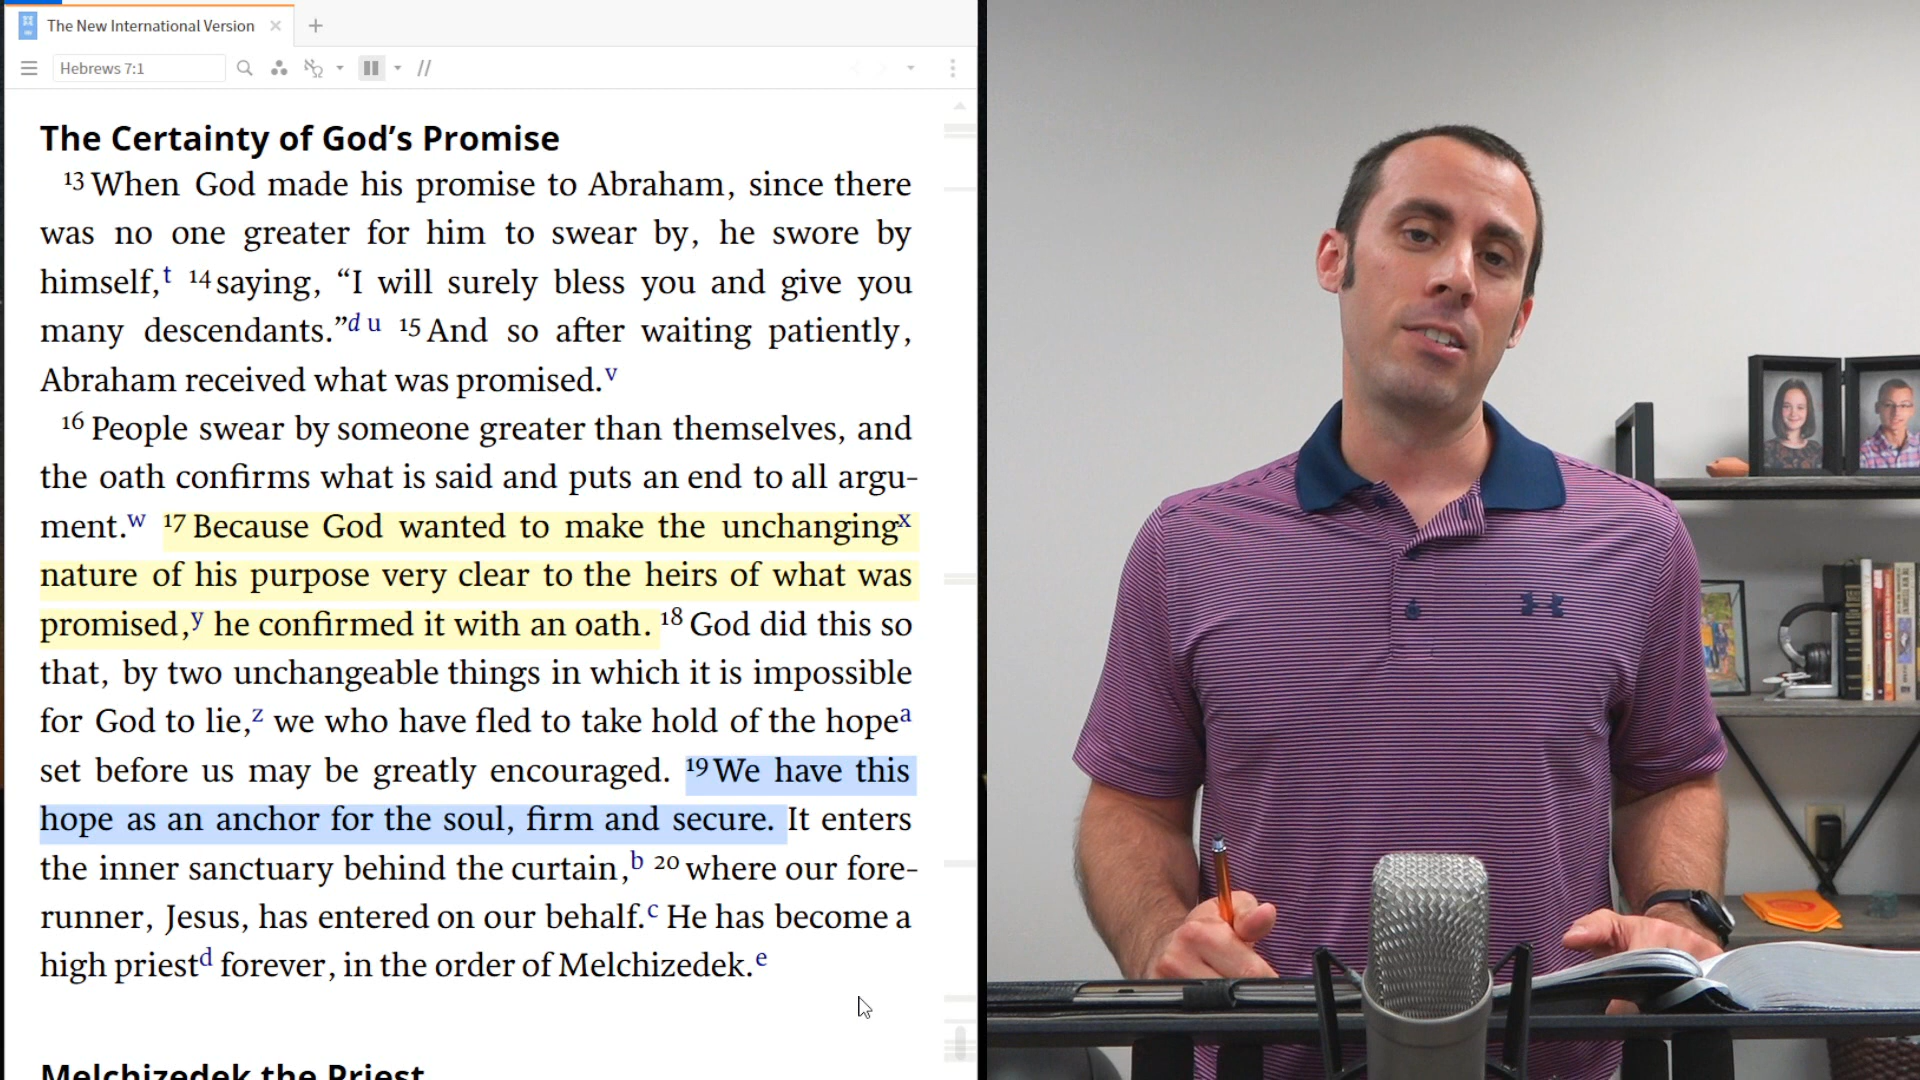 The New International Version
Hebrews 7:1
The Certainty of God’s Promise
13 When God made his promise to Abraham, since there
was no one greater for him to swear by, he swore by
himself,t 14 saying, “I will surely bless you and give you
many descendants.”d u 15 And so after waiting patiently,
Abraham received what was promised.v
16 People swear by someone greater than themselves, and
the oath confirms what is said and puts an end to all argu-
ment.w 17 Because God wanted to make the unchangingx
nature of his purpose very clear to the heirs of what was
promised,y he confirmed it with an oath. 18 God did this so
that, by two unchangeable things in which it is impossible
for God to lie,z we who have fled to take hold of the hopea
set before us may be greatly encouraged. 19 We have this
hope as an anchor for the soul, firm and secure. It enters
the inner sanctuary behind the curtain,b 20 where our fore-
runner, Jesus, has entered on our behalf.c He has become a
high priestd forever, in the order of Melchizedek.e
Melchizedek the Priest